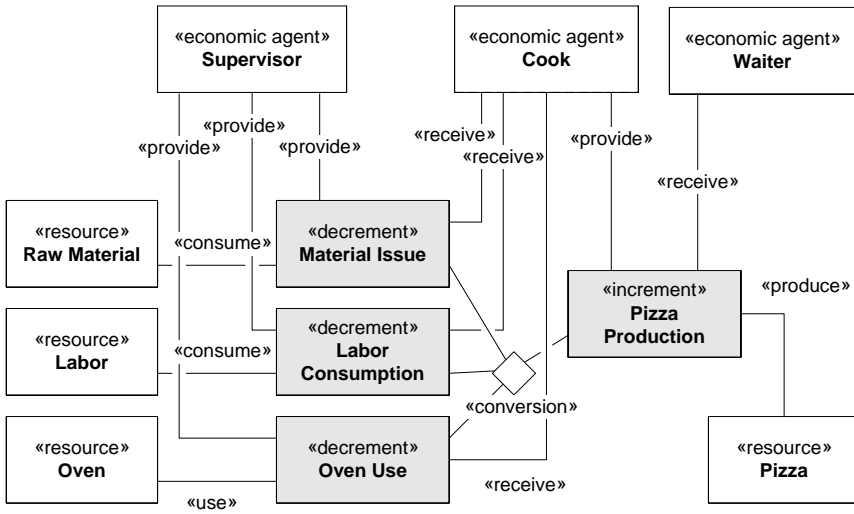 «economic agent»
Supervisor
«economic agent»
Cook
«economic agent»
Waiter
«provide»
«provide»
«provide»
«receive»
«receive»
«provide»
«receive»
«resource»
Raw Material
«consume»
«decrement»
Material Issue
«increment»
Pizza
Production
«produce»
«resource»
Labor
«consume»
«decrement»
Labor
Consumption
«conversion»
«resource»
Oven
«use»
«decrement»
Oven Use
«receive»
«resource»
Pizza